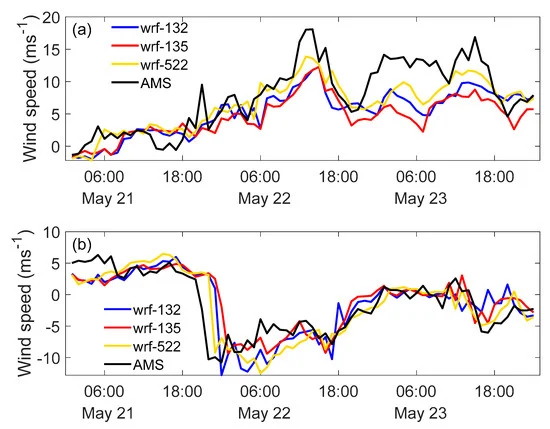 (a)
wrf-132
wrf-135
wrf-522
AMS
Wind speed (ms-1)
20
15
10
5
0
06:00 18:00 06:00 18:00 06:00 18:00
May 21 May 22 May 23
(b)
Wind speed (ms-1)
10
5
0
-5
-10
wrf-132
wrf-135
wrf-522
AMS
06:00 18:00 06:00 18:00 06:00 18:00
May 21 May 22 May 23